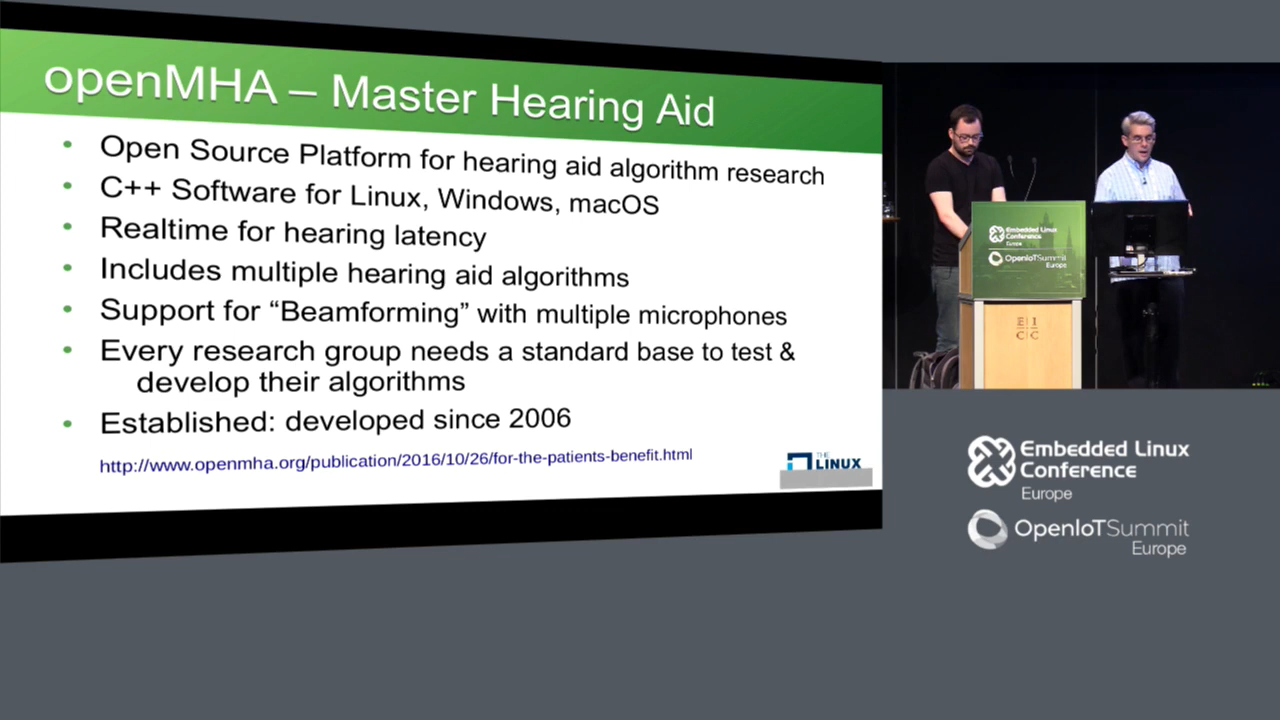 openMHA – Master Hearing Aid
• Open Source Platform for hearing aid algorithm research
• C++ Software for Linux, Windows, macOS
• Realtime for hearing latency
• Includes multiple hearing aid algorithms
• Support for “Beamforming” with multiple microphones
• Every research group needs a standard base to test &
develop their algorithms
• Established: developed since 2006
http://www.openmha.org/publication/2016/10/26/for-the-patients-benefit.html
THE
LINUX
Embedded Linux
Conference
Europe
OpenIoTSummit
Europe
E I
C C
Embedded Linux
Conference
Europe
OpenIoTSummit
Europe